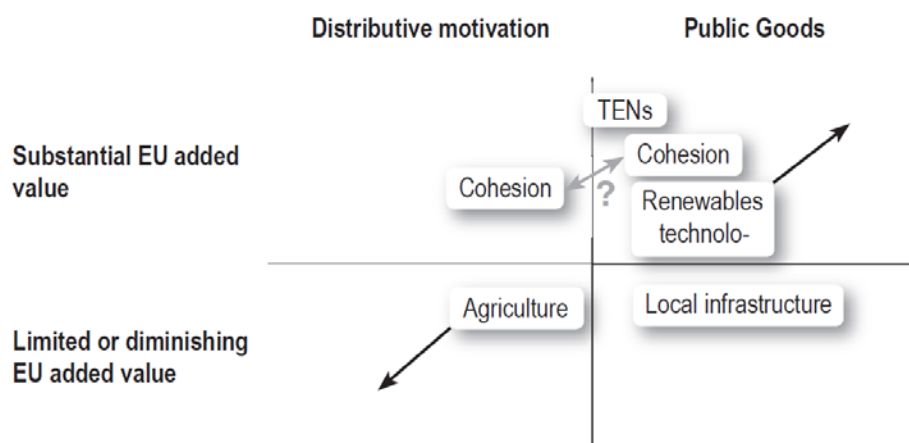 Distributive motivation
Public Goods
TENs
Substantial EU added
value
Cohesion
?
Cohesion
Renewables
technolo-
Agriculture
Local infrastructure
Limited or diminishing
EU added value